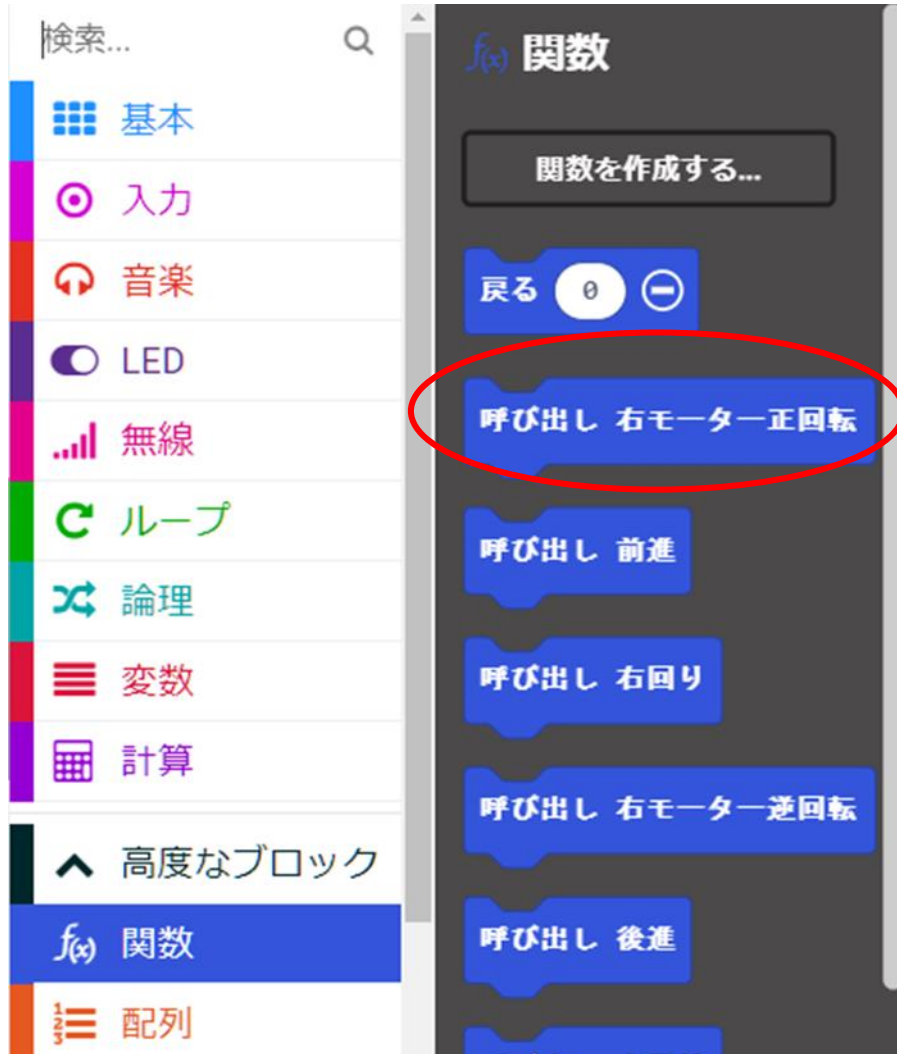 検索...
基本
入力
音楽
LED
無線
ループ
論理
変数
計算
高度なブロック
f(x) 関数
1
2
3
配列
f(x) 関数
関数を作成する...
戻る 0
呼び出し 右モーター正回転
呼び出し 前進
呼び出し 右回り
呼び出し 右モーター逆回転
呼び出し 後進